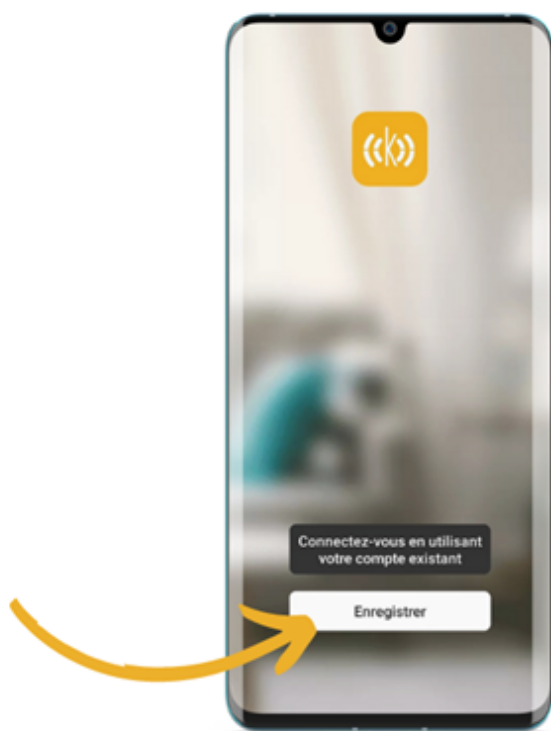 k
Connectez-vous en utilisant
votre compte existant
Enregistrer